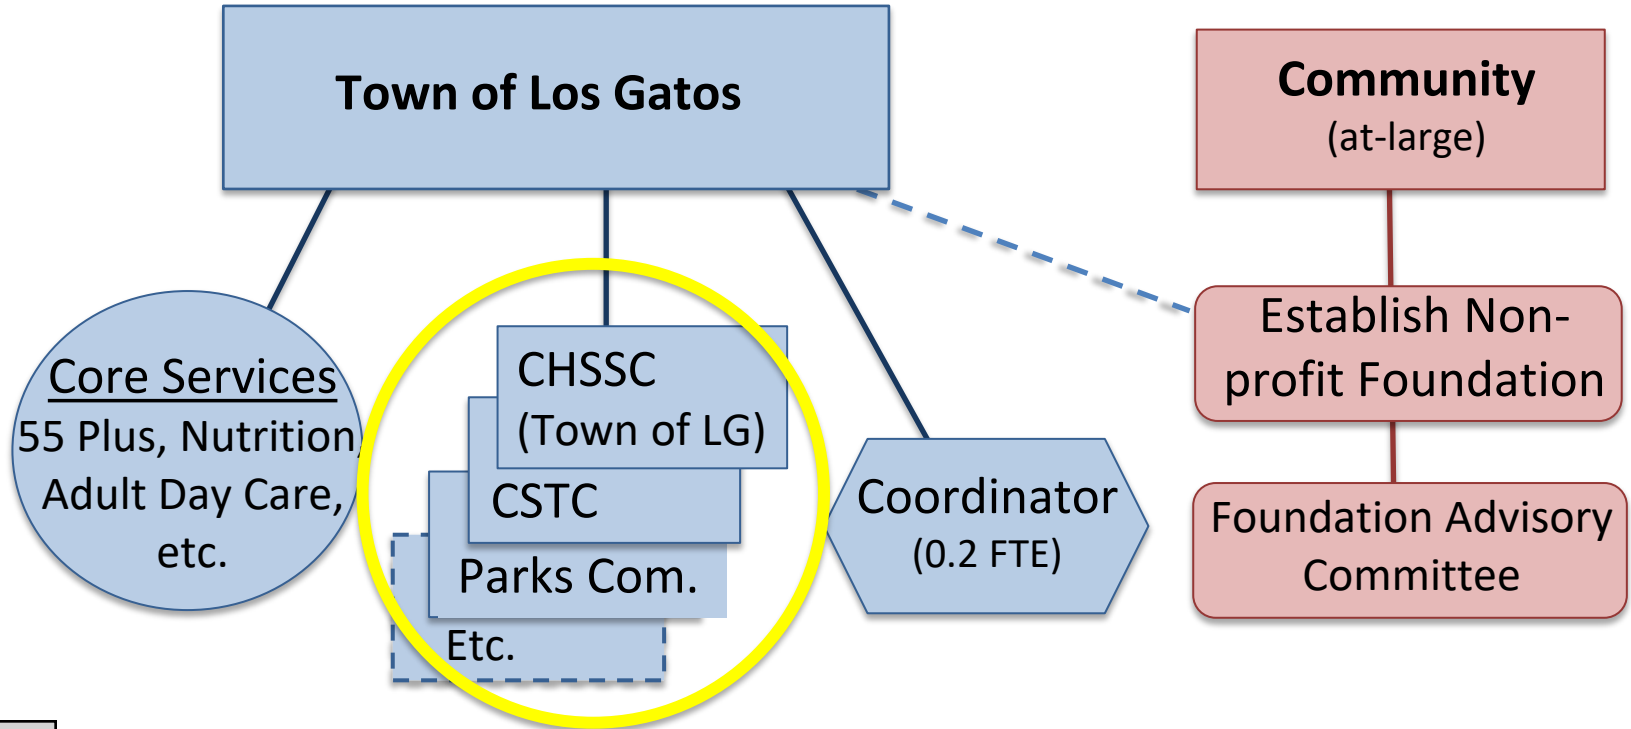 Town of Los Gatos
Community
(at-large)
Core Services
55 Plus, Nutrition,
Adult Day Care,
etc.
CHSSC
(Town of LG)
CSTC
Parks Com.
Etc.
Coordinator
(0.2 FTE)
Establish Non-
profit Foundation
Foundation Advisory
Committee